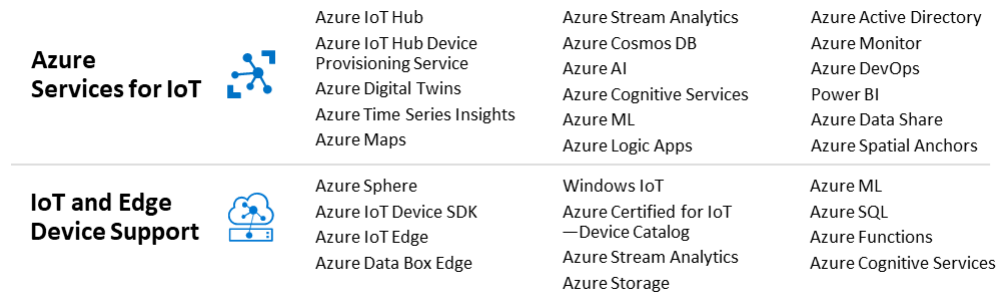 Azure
Services for IoT
Azure IoT Hub
Azure IoT Hub Device
Provisioning Service
Azure Digital Twins
Azure Time Series Insights
Azure Maps
Azure Stream Analytics
Azure Cosmos DB
Azure AI
Azure Cognitive Services
Azure ML
Azure Logic Apps
Azure Active Directory
Azure Monitor
Azure DevOps
Power BI
Azure Data Share
Azure Spatial Anchors
IoT and Edge
Device Support
Azure Sphere
Azure IoT Device SDK
Azure IoT Edge
Azure Data Box Edge
Windows IoT
Azure Certified for IoT
—Device Catalog
Azure Stream Analytics
Azure Storage
Azure ML
Azure SQL
Azure Functions
Azure Cognitive Services